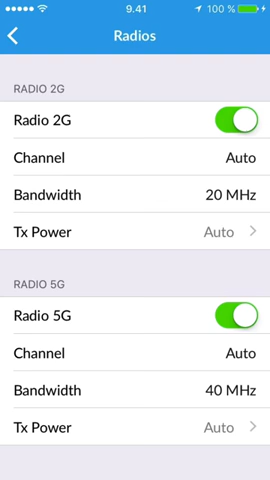 9.41
100 %
Radios
RADIO 2G
Radio 2G
Channel Auto
Bandwidth 20 MHz
Tx Power Auto
RADIO 5G
Radio 5G
Channel Auto
Bandwidth 40 MHz
Tx Power Auto